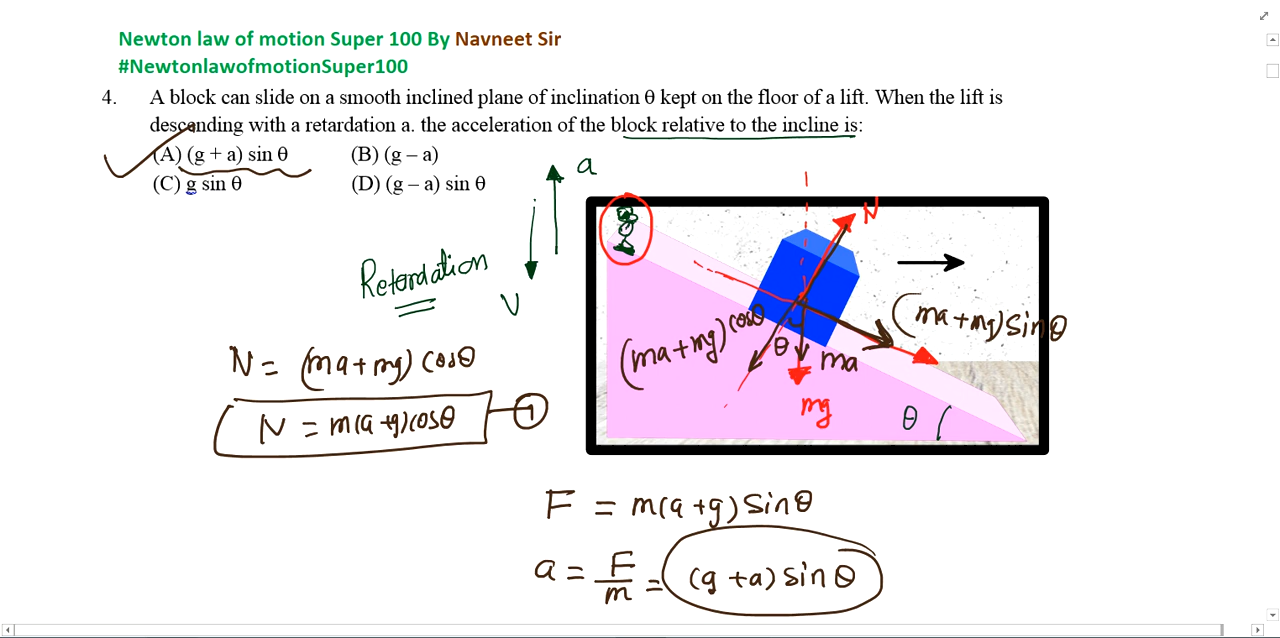 Newton law of motion Super 100 By Navneet Sir
#NewtonlawofmotionSuper100
4. A block can slide on a smooth inclined plane of inclination θ kept on the floor of a lift. When the lift is
descending with a retardation a. the acceleration of the block relative to the incline is:
(A) (g + a) sin θ (B) (g – a)
(C) g sin θ (D) (g – a) sin θ
a
Retardation
V
N
(ma+mg) sinθ
(ma+mg) cosθ
θ
ma
mg
θ
N = (ma+mg) cosθ
N = m(a+g) cosθ 1
F = m(a+g) sinθ
a = F/m = (g+a) sinθ